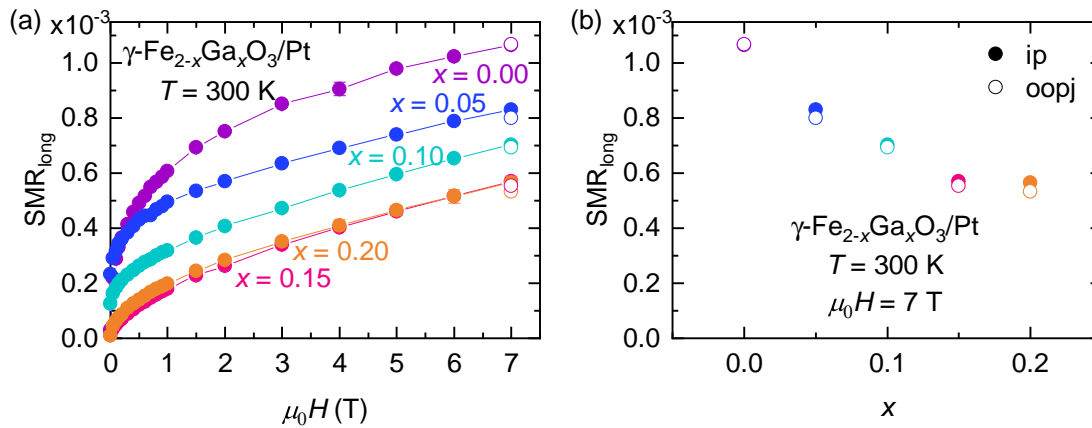 (a) x10⁻³
γ-Fe₂₋ₓGaₓO₃/Pt
T = 300 K
x = 0.00
x = 0.05
x = 0.10
x = 0.20
x = 0.15
1.0
0.8
0.6
0.4
0.2
0.0
SMR_long
0 1 2 3 4 5 6 7
μ₀H (T)
(b) x10⁻³
ip
oopj
γ-Fe₂₋ₓGaₓO₃/Pt
T = 300 K
μ₀H = 7 T
1.0
0.8
0.6
0.4
0.2
0.0
SMR_long
0.0 0.1 0.2
x